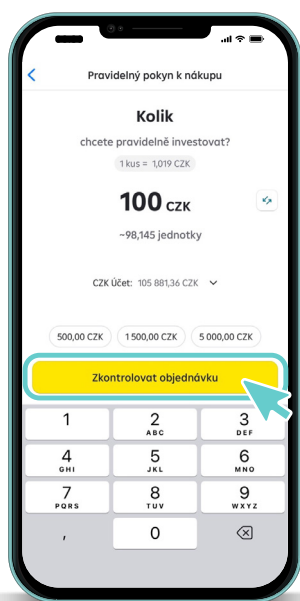 Pravidelný pokyn k nákupu
Kolik
chcete pravidelně investovat?
1 kus = 1,019 CZK
100 CZK
~98,145 jednotky
CZK Účet: 105 881,36 CZK
500,00 CZK 1 500,00 CZK 5 000,00 CZK
Zkontrolovat objednávku
1 2 3
ABC DEF
4 5 6
GHI JKL MNO
7 8 9
PQRS TUV WXYZ
, 0